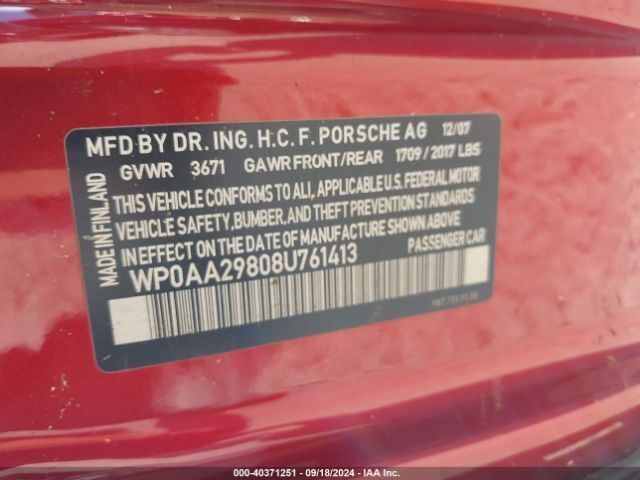 MFD BY DR. ING. H.C. F. PORSCHE AG 12/07
GVWR 3671 GAWR FRONT/REAR 1709 / 2017 LBS
MADE IN FINLAND
THIS VEHICLE CONFORMS TO ALL APPLICABLE U.S. FEDERAL MOTOR
VEHICLE SAFETY, BUMPER, AND THEFT PREVENTION STANDARDS
IN EFFECT ON THE DATE OF MANUFACTURE SHOWN ABOVE
WP0AA29808U761413 PASSENGER CAR
000-40371251 | 09/18/2024 - IAA Inc.